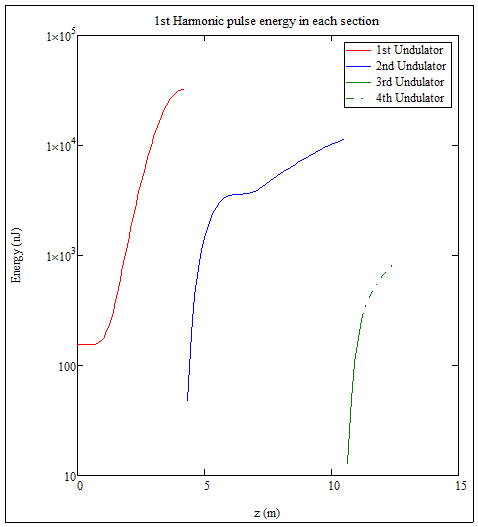 1st Harmonic pulse energy in each section
1×10⁵
1st Undulator
2nd Undulator
3rd Undulator
4th Undulator
1×10⁴
1×10³
100
10
Energy (nJ)
0 5 10 15
z (m)